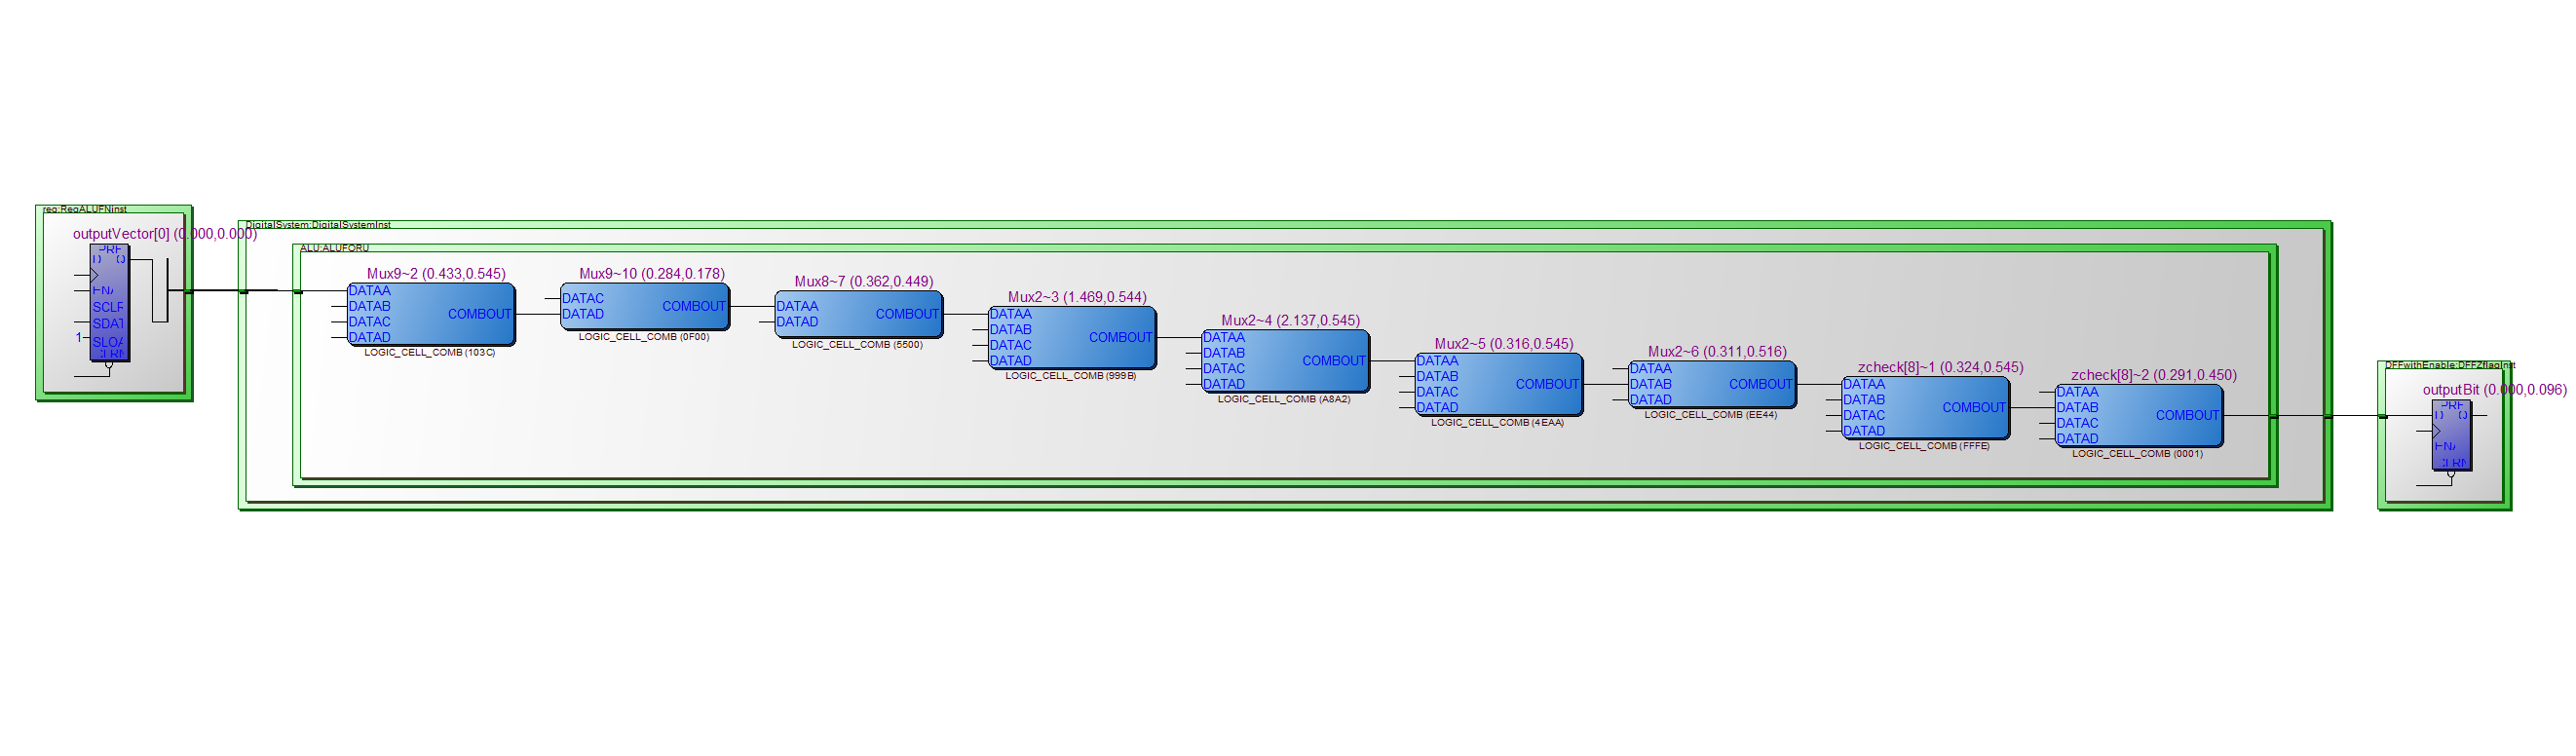 reg:RegALUFNinst
outputVector[0] (0.000,0.000)
D
ENA
SCLR
1
DigitalSystem:DigitalSystemInst
ALU:ALUFORU
Mux9~2 (0.433,0.545)
DATAA
DATAB
DATAC
DATAD
COMBOUT
LOGIC_CELL_COMB (103C)
Mux9~10 (0.284,0.178)
DATAC
DATAD
COMBOUT
LOGIC_CELL_COMB (0F00)
Mux8~7 (0.362,0.449)
DATAA
DATAD
COMBOUT
LOGIC_CELL_COMB (5500)
Mux2~3 (1.469,0.544)
DATAA
DATAB
DATAC
DATAD
COMBOUT
LOGIC_CELL_COMB (999B)
Mux2~4 (2.137,0.545)
DATAA
DATAB
DATAC
DATAD
COMBOUT
LOGIC_CELL_COMB (A8A2)
Mux2~5 (0.316,0.545)
DATAA
DATAB
DATAC
DATAD
COMBOUT
LOGIC_CELL_COMB (4EAA)
Mux2~6 (0.311,0.516)
DATAA
DATAB
DATAD
COMBOUT
LOGIC_CELL_COMB (EE44)
zcheck[8]~1 (0.324,0.545)
DATAA
DATAB
DATAC
DATAD
COMBOUT
LOGIC_CELL_COMB (FFFE)
zcheck[8]~2 (0.291,0.450)
DATAA
DATAB
DATAC
DATAD
COMBOUT
LOGIC_CELL_COMB (0001)
DFFwithEnable:DFFZflagInst
outputBit (0.000,0.096)